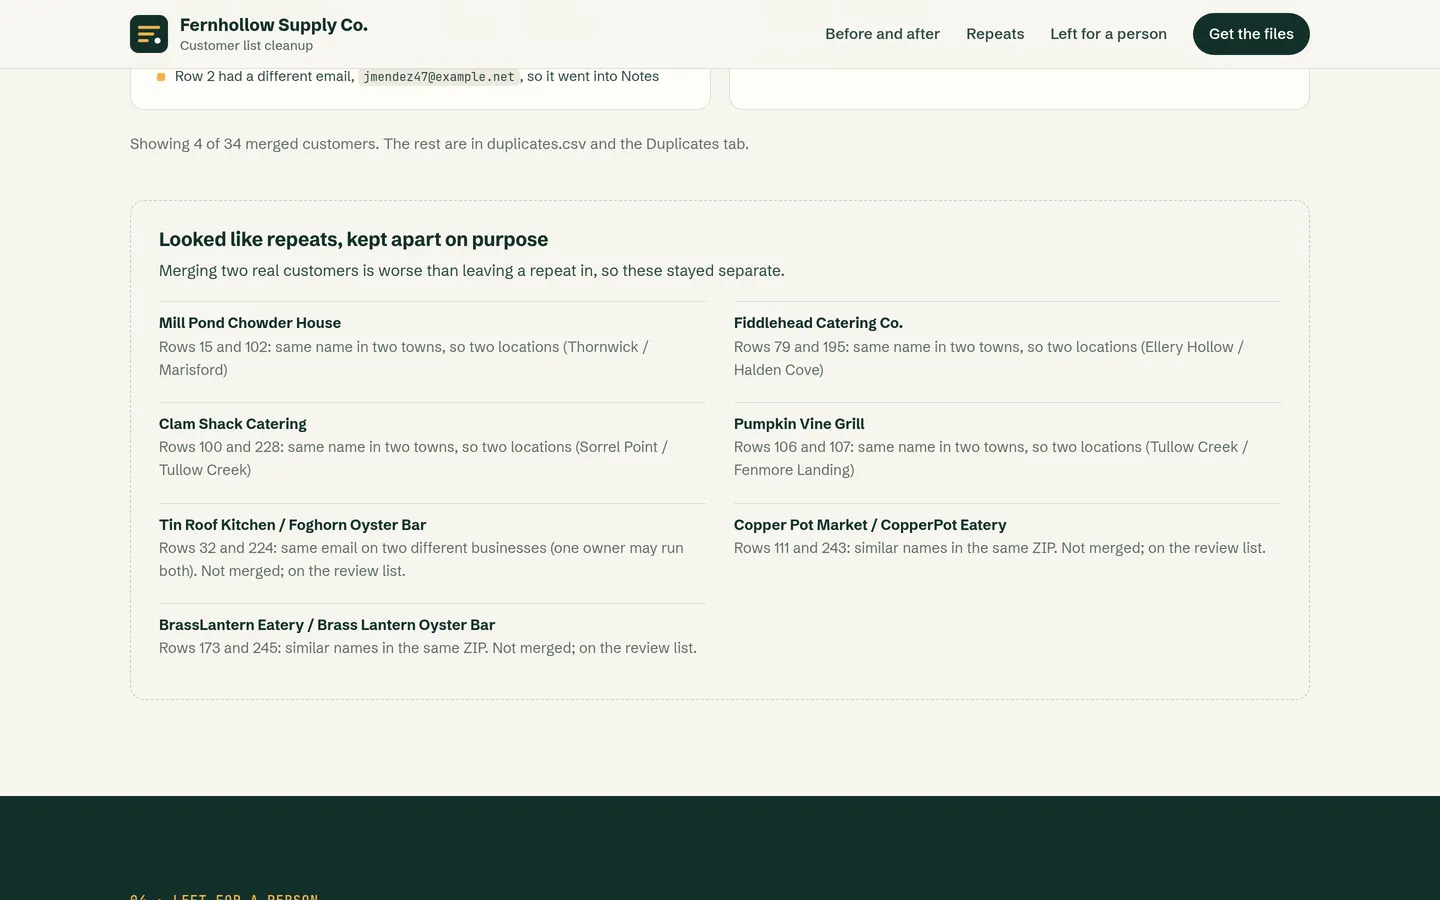 Fernhollow Supply Co.
Customer list cleanup
Before and after
Repeats
Left for a person
Get the files
Row 2 had a different email, jmendez47@example.net, so it went into Notes
Showing 4 of 34 merged customers. The rest are in duplicates.csv and the Duplicates tab.
Looked like repeats, kept apart on purpose
Merging two real customers is worse than leaving a repeat in, so these stayed separate.
Mill Pond Chowder House
Rows 15 and 102: same name in two towns, so two locations (Thornwick /
Marisford)
Fiddlehead Catering Co.
Rows 79 and 195: same name in two towns, so two locations (Ellery Hollow /
Halden Cove)
Clam Shack Catering
Rows 100 and 228: same name in two towns, so two locations (Sorrel Point /
Tullow Creek)
Pumpkin Vine Grill
Rows 106 and 107: same name in two towns, so two locations (Tullow Creek /
Fenmore Landing)
Tin Roof Kitchen / Foghorn Oyster Bar
Rows 32 and 224: same email on two different businesses (one owner may run
both). Not merged; on the review list.
Copper Pot Market / CopperPot Eatery
Rows 111 and 243: similar names in the same ZIP. Not merged; on the review list.
BrassLantern Eatery / Brass Lantern Oyster Bar
Rows 173 and 245: similar names in the same ZIP. Not merged; on the review list.
04 · LEFT FOR A PERSON